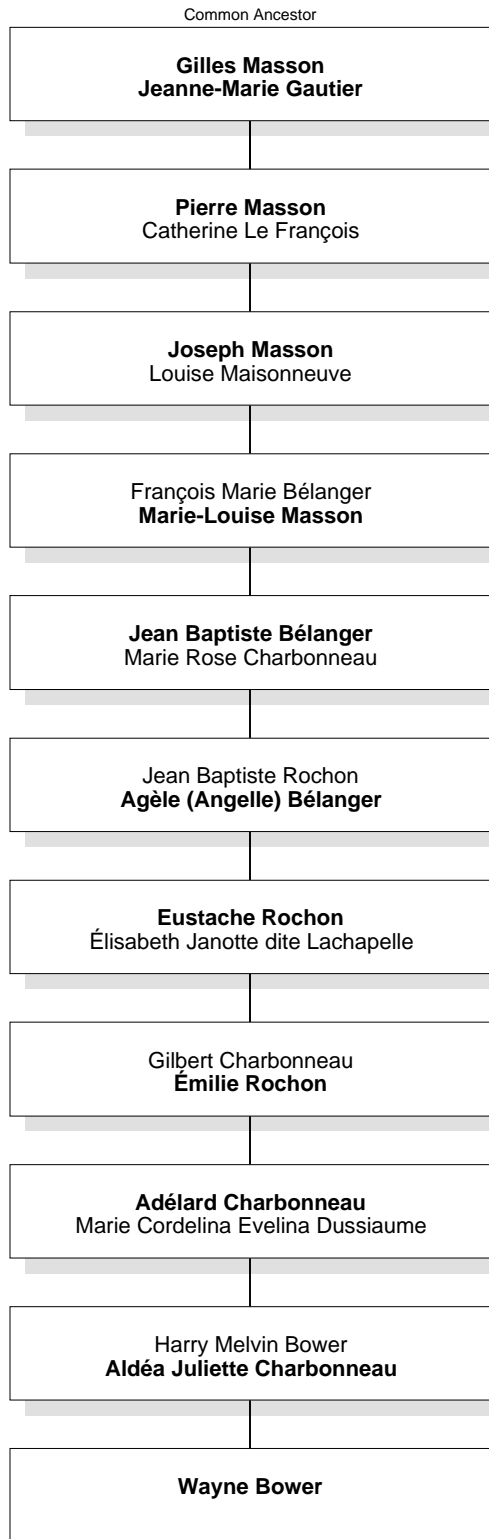 Common Ancestor
Gilles Masson
Jeanne-Marie Gautier
Pierre Masson
Catherine Le François
Joseph Masson
Louise Maisonneuve
François Marie Bélanger
Marie-Louise Masson
Jean Baptiste Bélanger
Marie Rose Charbonneau
Jean Baptiste Rochon
Agèle (Angelle) Bélanger
Eustache Rochon
Élisabeth Janotte dite Lachapelle
Gilbert Charbonneau
Émilie Rochon
Adélard Charbonneau
Marie Cordelina Evelina Dussiaume
Harry Melvin Bower
Aldéa Juliette Charbonneau
Wayne Bower